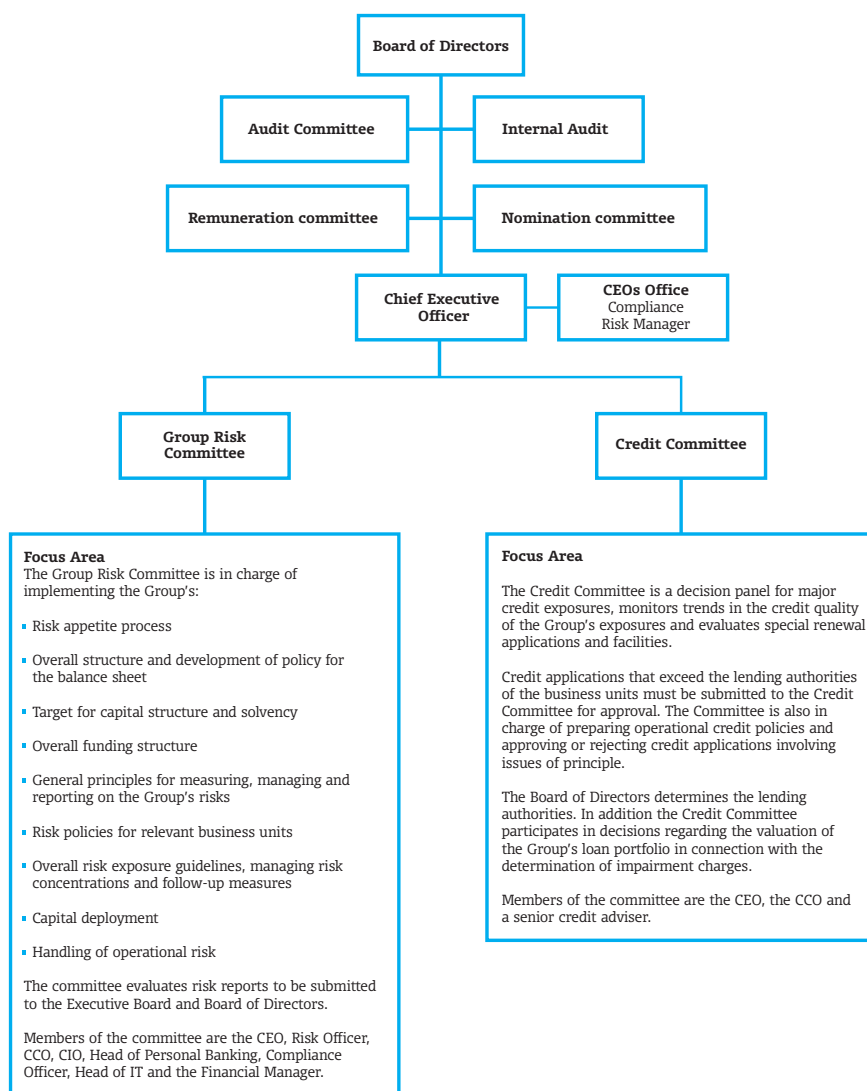 Board of Directors
Audit Committee
Internal Audit
Remuneration committee
Nomination committee
Chief Executive
Officer
CEOs Office
Compliance
Risk Manager
Group Risk
Committee
Credit Committee
Focus Area
The Group Risk Committee is in charge of
implementing the Group's:
▪ Risk appetite process
▪ Overall structure and development of policy for
the balance sheet
▪ Target for capital structure and solvency
▪ Overall funding structure
▪ General principles for measuring, managing and
reporting on the Group's risks
▪ Risk policies for relevant business units
▪ Overall risk exposure guidelines, managing risk
concentrations and follow-up measures
▪ Capital deployment
▪ Handling of operational risk
The committee evaluates risk reports to be submitted
to the Executive Board and Board of Directors.
Members of the committee are the CEO, Risk Officer,
CCO, CIO, Head of Personal Banking, Compliance
Officer, Head of IT and the Financial Manager.
Focus Area
The Credit Committee is a decision panel for major
credit exposures, monitors trends in the credit quality
of the Group's exposures and evaluates special renewal
applications and facilities.
Credit applications that exceed the lending authorities
of the business units must be submitted to the Credit
Committee for approval. The Committee is also in
charge of preparing operational credit policies and
approving or rejecting credit applications involving
issues of principle.
The Board of Directors determines the lending
authorities. In addition the Credit Committee
participates in decisions regarding the valuation of
the Group's loan portfolio in connection with the
determination of impairment charges.
Members of the committee are the CEO, the CCO and
a senior credit adviser.